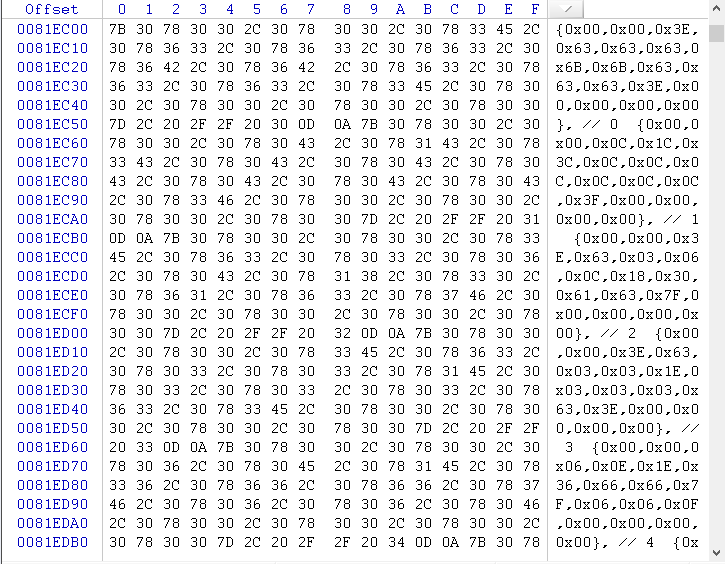 Offset 0 1 2 3 4 5 6 7 8 9 A B C D E F
0081EC00 7B 30 78 30 30 2C 30 78 30 30 2C 30 78 33 45 2C {0x00,0x00,0x3E,
0081EC10 30 78 36 33 2C 30 78 36 33 2C 30 78 36 33 2C 30 0x63,0x63,0x63,0
0081EC20 78 36 42 2C 30 78 36 42 2C 30 78 36 33 2C 30 78 x6B,0x6B,0x63,0x
0081EC30 36 33 2C 30 78 36 33 2C 30 78 33 45 2C 30 78 30 63,0x63,0x3E,0x0
0081EC40 30 2C 30 78 30 30 2C 30 78 30 30 2C 30 78 30 30 0,0x00,0x00,0x00
0081EC50 7D 2C 20 2F 2F 20 30 0D 0A 7B 30 78 30 30 2C 30 }, // 0  {0x00,0
0081EC60 78 30 30 2C 30 78 30 43 2C 30 78 31 43 2C 30 78 x00,0x0C,0x1C,0x
0081EC70 33 43 2C 30 78 30 43 2C 30 78 30 43 2C 30 78 30 3C,0x0C,0x0C,0x0
0081EC80 43 2C 30 78 30 43 2C 30 78 30 43 2C 30 78 30 43 C,0x0C,0x0C,0x0C
0081EC90 2C 30 78 33 46 2C 30 78 30 30 2C 30 78 30 30 2C ,0x3F,0x00,0x00,
0081ECA0 30 78 30 30 2C 30 78 30 30 7D 2C 20 2F 2F 20 31 0x00,0x00}, // 1
0081ECB0 0D 0A 7B 30 78 30 30 2C 30 78 30 30 2C 30 78 33 {0x00,0x00,0x3
0081ECC0 45 2C 30 78 36 33 2C 30 78 30 33 2C 30 78 30 36 E,0x63,0x03,0x06
0081ECD0 2C 30 78 30 43 2C 30 78 31 38 2C 30 78 33 30 2C ,0x0C,0x18,0x30,
0081ECE0 30 78 36 31 2C 30 78 36 33 2C 30 78 37 46 2C 30 0x61,0x63,0x7F,0
0081ECF0 78 30 30 2C 30 78 30 30 2C 30 78 30 30 2C 30 78 x00,0x00,0x00,0x
0081ED00 30 30 7D 2C 20 2F 2F 20 32 0D 0A 7B 30 78 30 30 00}, // 2  {0x00
0081ED10 2C 30 78 30 30 2C 30 78 33 45 2C 30 78 36 33 2C ,0x00,0x3E,0x63,
0081ED20 30 78 30 33 2C 30 78 30 33 2C 30 78 31 45 2C 30 0x03,0x03,0x1E,0
0081ED30 78 30 33 2C 30 78 30 33 2C 30 78 30 33 2C 30 78 x03,0x03,0x03,0x
0081ED40 36 33 2C 30 78 33 45 2C 30 78 30 30 2C 30 78 30 63,0x3E,0x00,0x0
0081ED50 30 2C 30 78 30 30 2C 30 78 30 30 7D 2C 20 2F 2F 0,0x00,0x00}, //
0081ED60 20 33 0D 0A 7B 30 78 30 30 2C 30 78 30 30 2C 30 3  {0x00,0x00,0
0081ED70 78 30 36 2C 30 78 30 45 2C 30 78 31 45 2C 30 78 x06,0x0E,0x1E,0x
0081ED80 33 36 2C 30 78 36 36 2C 30 78 36 36 2C 30 78 37 36,0x66,0x66,0x7
0081ED90 46 2C 30 78 30 36 2C 30 78 30 36 2C 30 78 30 46 F,0x06,0x06,0x0F
0081EDA0 2C 30 78 30 30 2C 30 78 30 30 2C 30 78 30 30 2C ,0x00,0x00,0x00,
0081EDB0 30 78 30 30 7D 2C 20 2F 2F 20 34 0D 0A 7B 30 78 0x00}, // 4  {0x